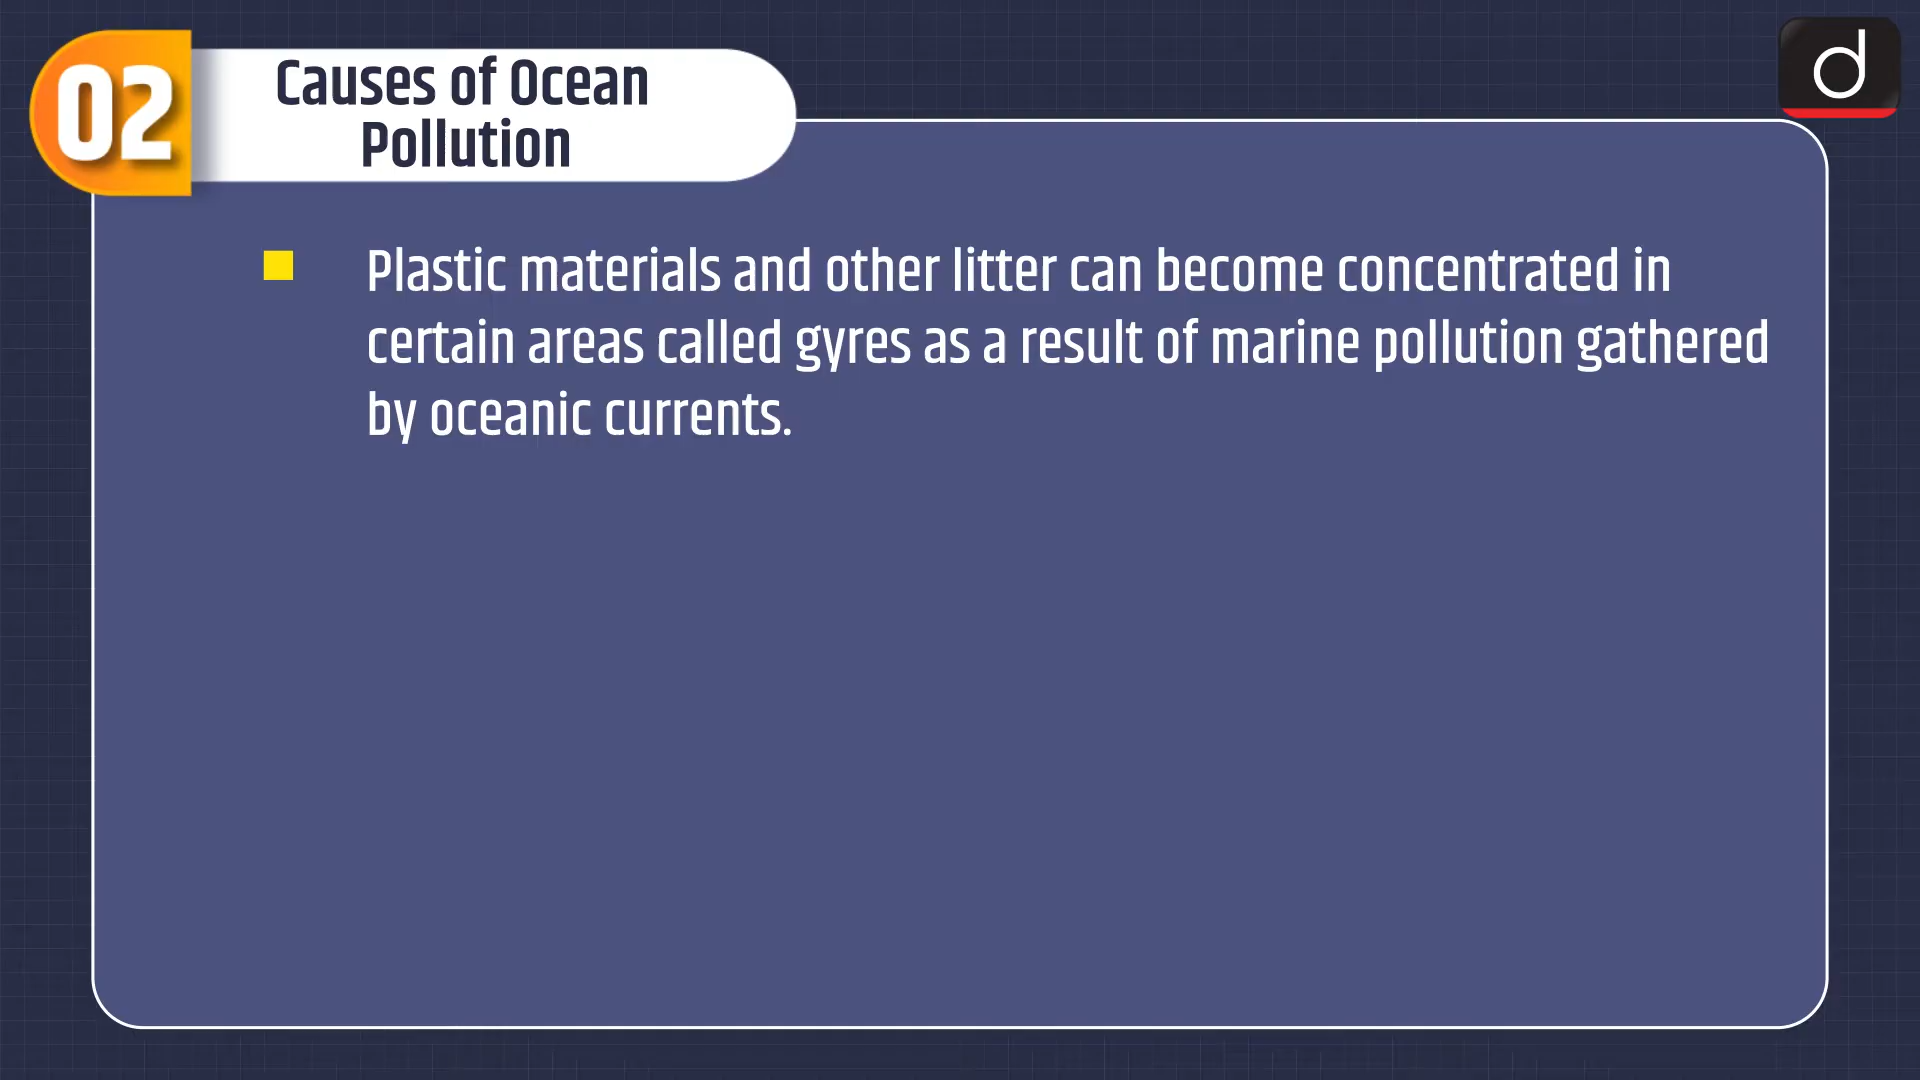 02
Causes of Ocean
Pollution
d
Plastic materials and other litter can become concentrated in
certain areas called gyres as a result of marine pollution gathered
by oceanic currents.